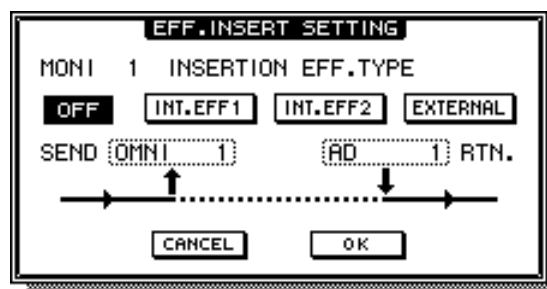 EFF.INSERT SETTING
MONI 1 INSERTION EFF.TYPE
OFF INT.EFF1 INT.EFF2 EXTERNAL
SEND OMNI 1 AD 1 RTN.
CANCEL OK